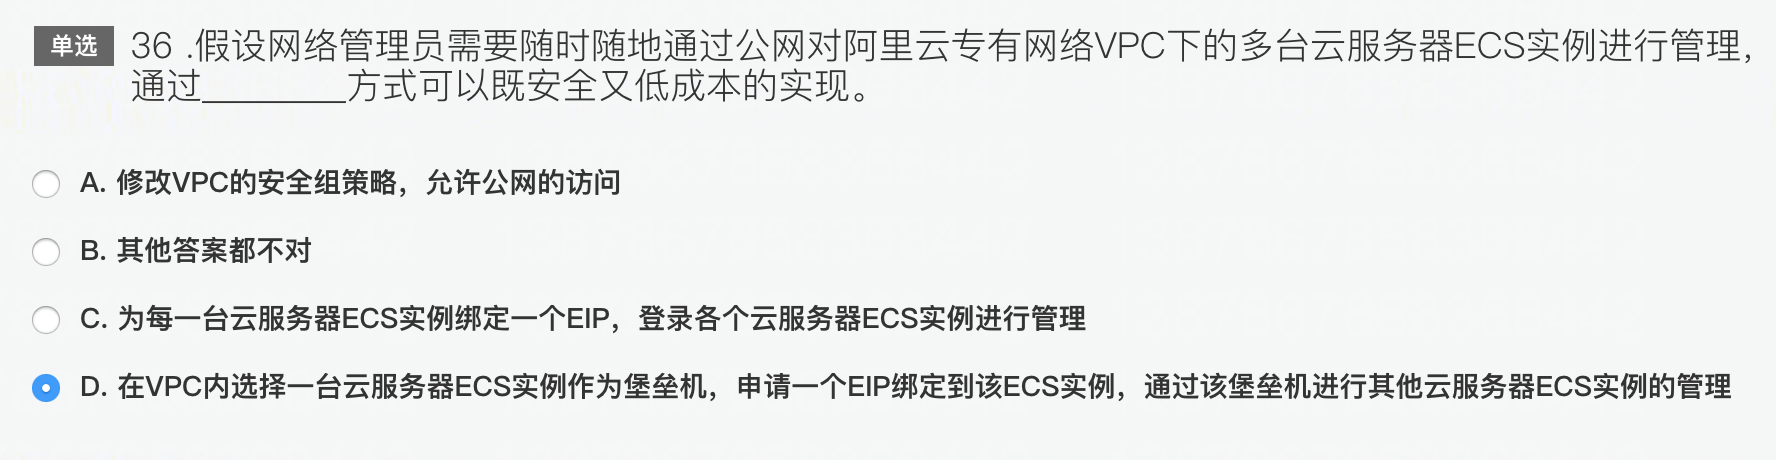 单选 36 .假设网络管理员需要随时随地通过公网对阿里云专有网络VPC下的多台云服务器ECS实例进行管理，
通过________方式可以既安全又低成本的实现。
A. 修改VPC的安全组策略，允许公网的访问
B. 其他答案都不对
C. 为每一台云服务器ECS实例绑定一个EIP，登录各个云服务器ECS实例进行管理
D. 在VPC内选择一台云服务器ECS实例作为堡垒机，申请一个EIP绑定到该ECS实例，通过该堡垒机进行其他云服务器ECS实例的管理